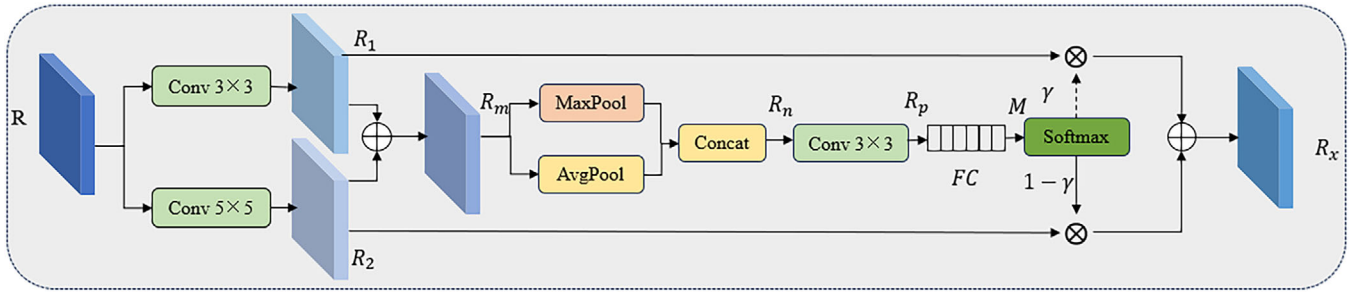 R
Conv 3×3
Conv 5×5
R₁
R₂
Rₘ
MaxPool
AvgPool
Concat
Rₙ
Conv 3×3
Rₚ
FC
M
Softmax
γ
1 − γ
Rₓ